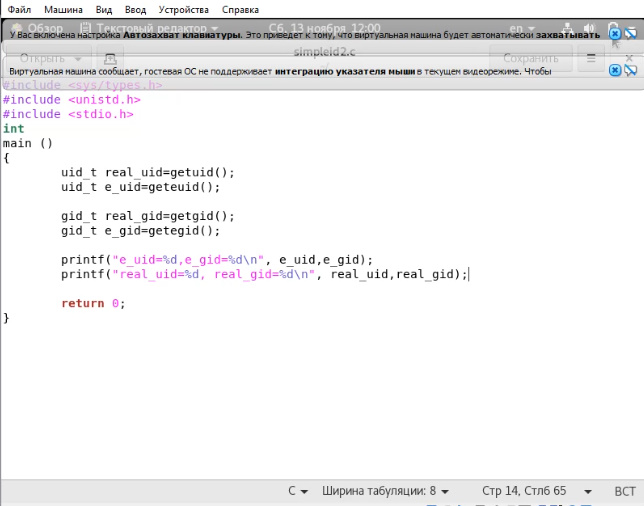 Файл Машина Вид Ввод Устройства Справка
Обзор Текстовый редактор Сб, 13 ноября 12:00 en
У Вас включена настройка Автозахват клавиатуры. Это приведет к тому, что виртуальная машина будет автоматически захватывать
simpleid2.c
Открыть Сохранить
Виртуальная машина сообщает, гостевая ОС не поддерживает интеграцию указателя мыши в текущем видеорежиме. Чтобы
#include <sys/types.h>
#include <unistd.h>
#include <stdio.h>
int
main ()
{
uid_t real_uid=getuid();
uid_t e_uid=geteuid();
gid_t real_gid=getgid();
gid_t e_gid=getegid();
printf("e_uid=%d,e_gid=%d\n", e_uid,e_gid);
printf("real_uid=%d, real_gid=%d\n", real_uid,real_gid);
return 0;
}
C Ширина табуляции: 8 Стр 14, Стлб 65 ВСТ